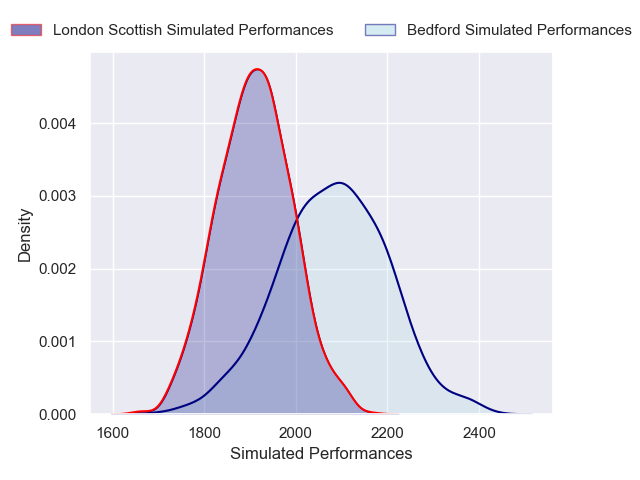 London Scottish Simulated Performances
Bedford Simulated Performances
0.004
0.003
0.002
0.001
0.000
Density
1600 1800 2000 2200 2400
Simulated Performances